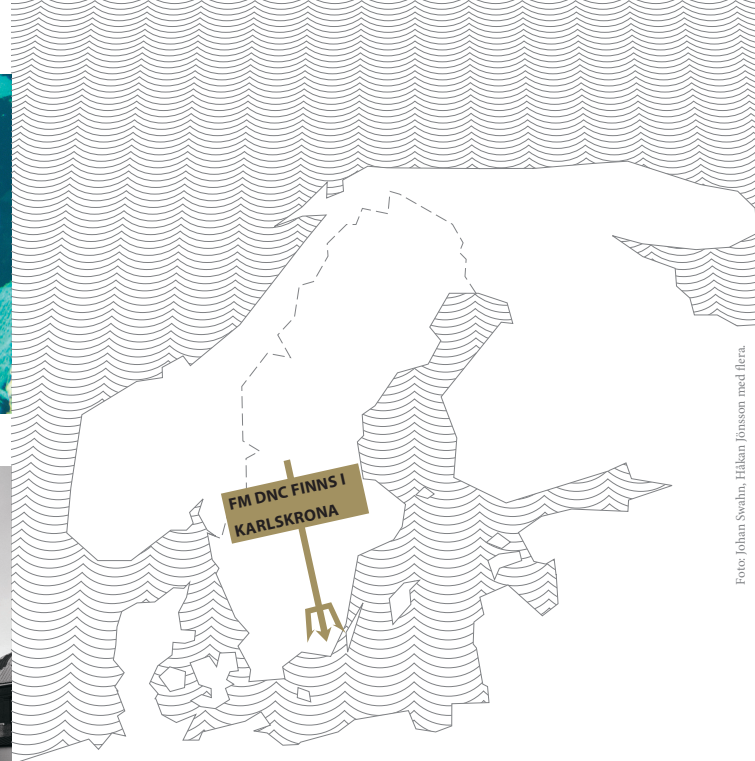 FM DNC FINNS I
KARLSKRONA
Foto: Johan Swahn, Håkan Jönsson med flera.